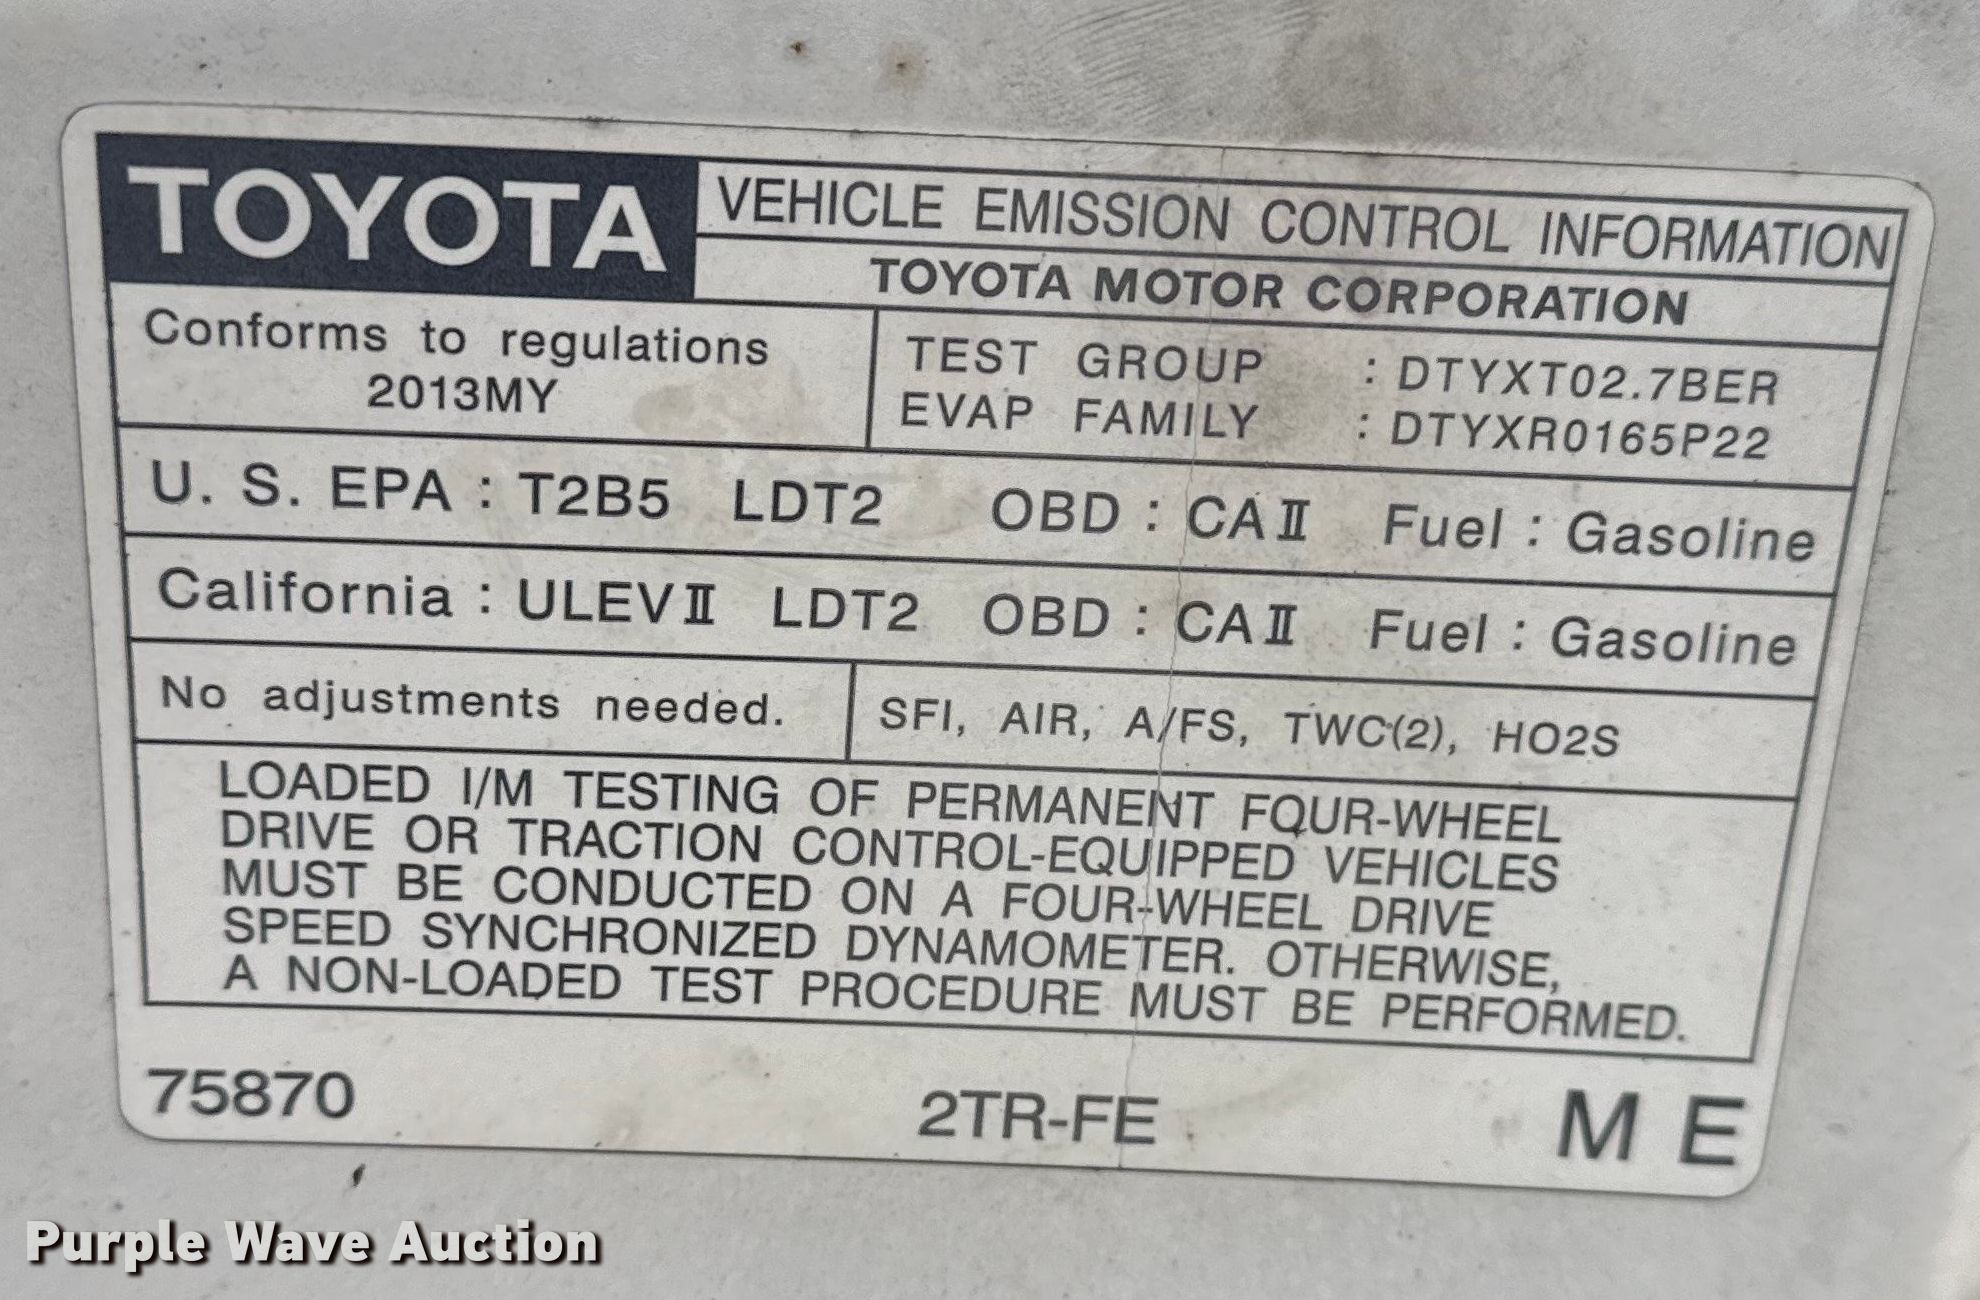 TOYOTA
VEHICLE EMISSION CONTROL INFORMATION
TOYOTA MOTOR CORPORATION
Conforms to regulations
2013MY
TEST GROUP : DTYXT02.7BER
EVAP FAMILY : DTYXR0165P22
U. S. EPA : T2B5 LDT2 OBD : CAⅡ Fuel : Gasoline
California : ULEVⅡ LDT2 OBD : CAⅡ Fuel : Gasoline
No adjustments needed.
SFI, AIR, A/FS, TWC(2), HO2S
LOADED I/M TESTING OF PERMANENT FOUR-WHEEL
DRIVE OR TRACTION CONTROL-EQUIPPED VEHICLES
MUST BE CONDUCTED ON A FOUR-WHEEL DRIVE
SPEED SYNCHRONIZED DYNAMOMETER. OTHERWISE,
A NON-LOADED TEST PROCEDURE MUST BE PERFORMED.
75870 2TR-FE M E
Purple Wave Auction